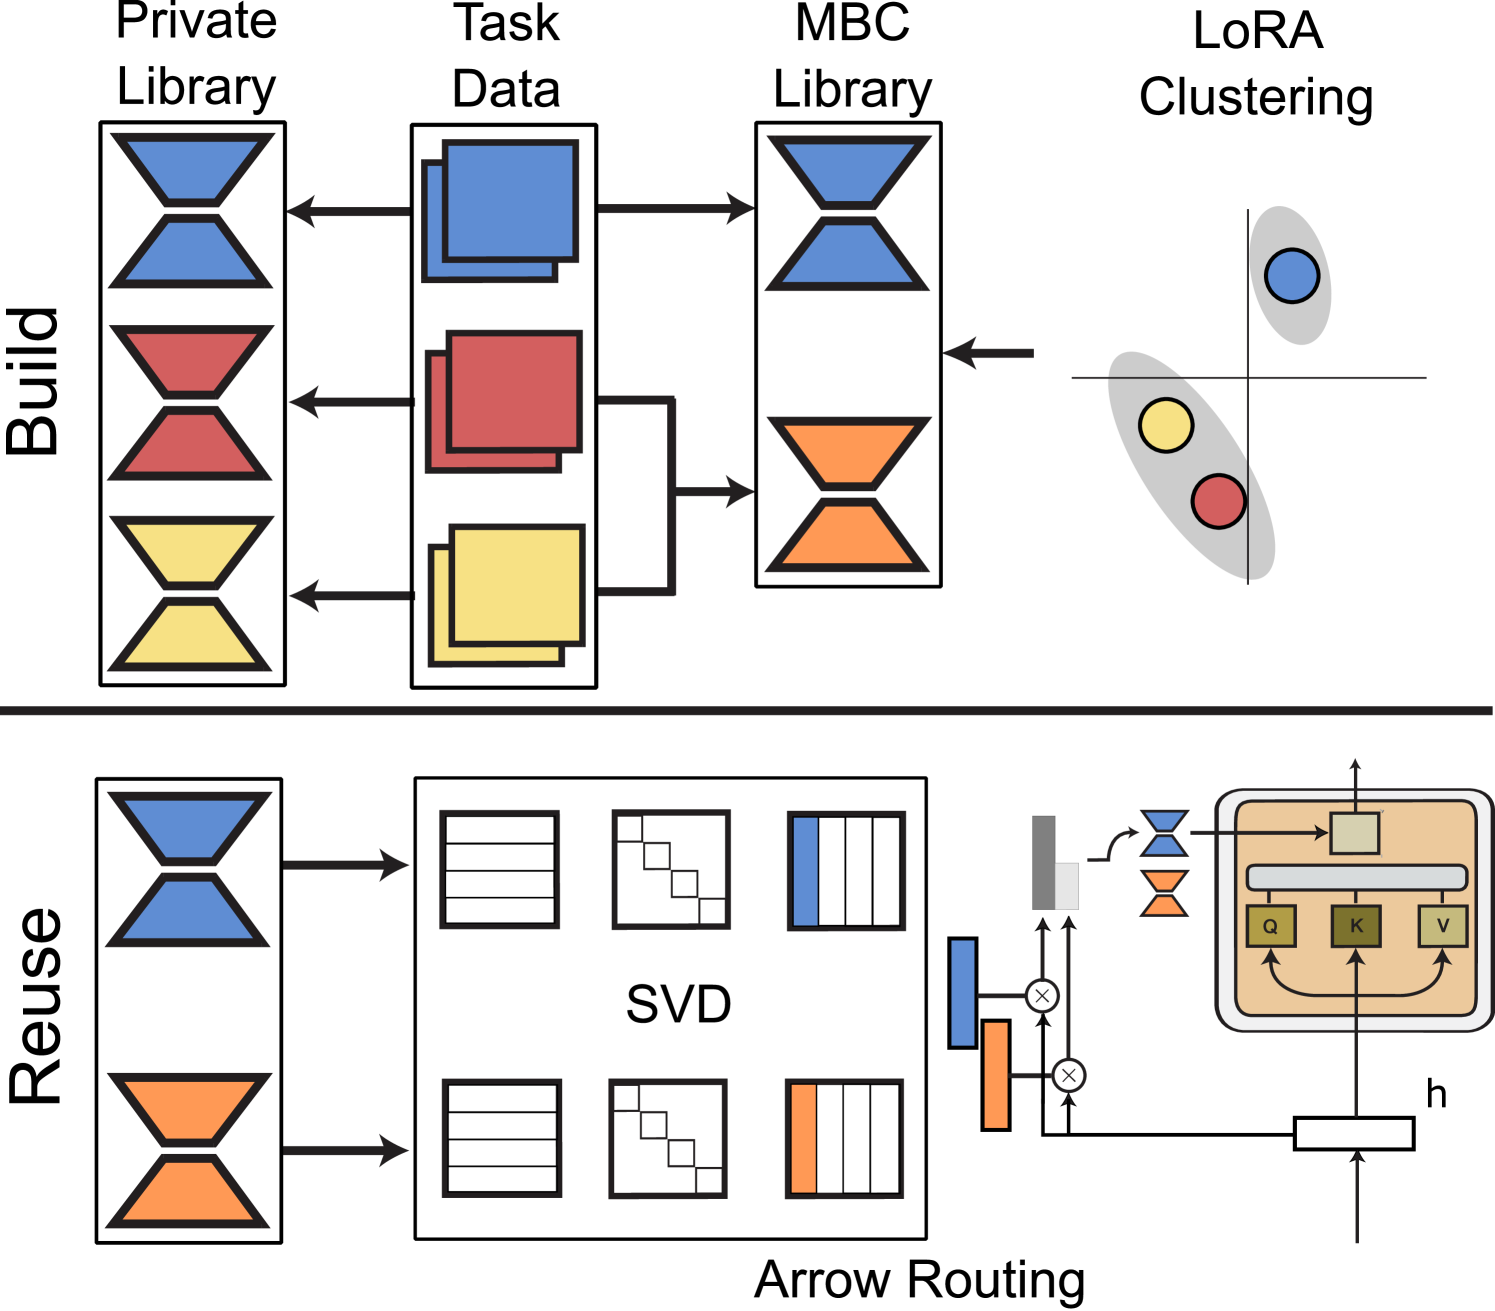 Private
Library
Task
Data
MBC
Library
LoRA
Clustering
Build
Reuse
SVD
Q
K
V
h
Arrow Routing